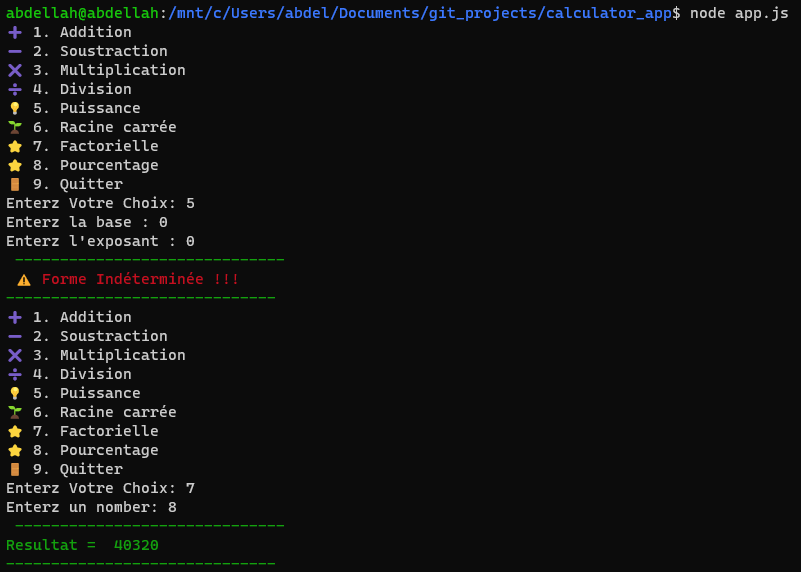 abdellah@abdellah:/mnt/c/Users/abdel/Documents/git_projects/calculator_app$ node app.js
➕ 1. Addition
➖ 2. Soustraction
✖ 3. Multiplication
➗ 4. Division
💡 5. Puissance
🌱 6. Racine carrée
⭐ 7. Factorielle
⭐ 8. Pourcentage
🚪 9. Quitter
Enterz Votre Choix: 5
Enterz la base : 0
Enterz l'exposant : 0
 ------------------------------
 ⚠ Forme Indéterminée !!!
------------------------------
➕ 1. Addition
➖ 2. Soustraction
✖ 3. Multiplication
➗ 4. Division
💡 5. Puissance
🌱 6. Racine carrée
⭐ 7. Factorielle
⭐ 8. Pourcentage
🚪 9. Quitter
Enterz Votre Choix: 7
Enterz un nomber: 8
 ------------------------------
Resultat =  40320
------------------------------